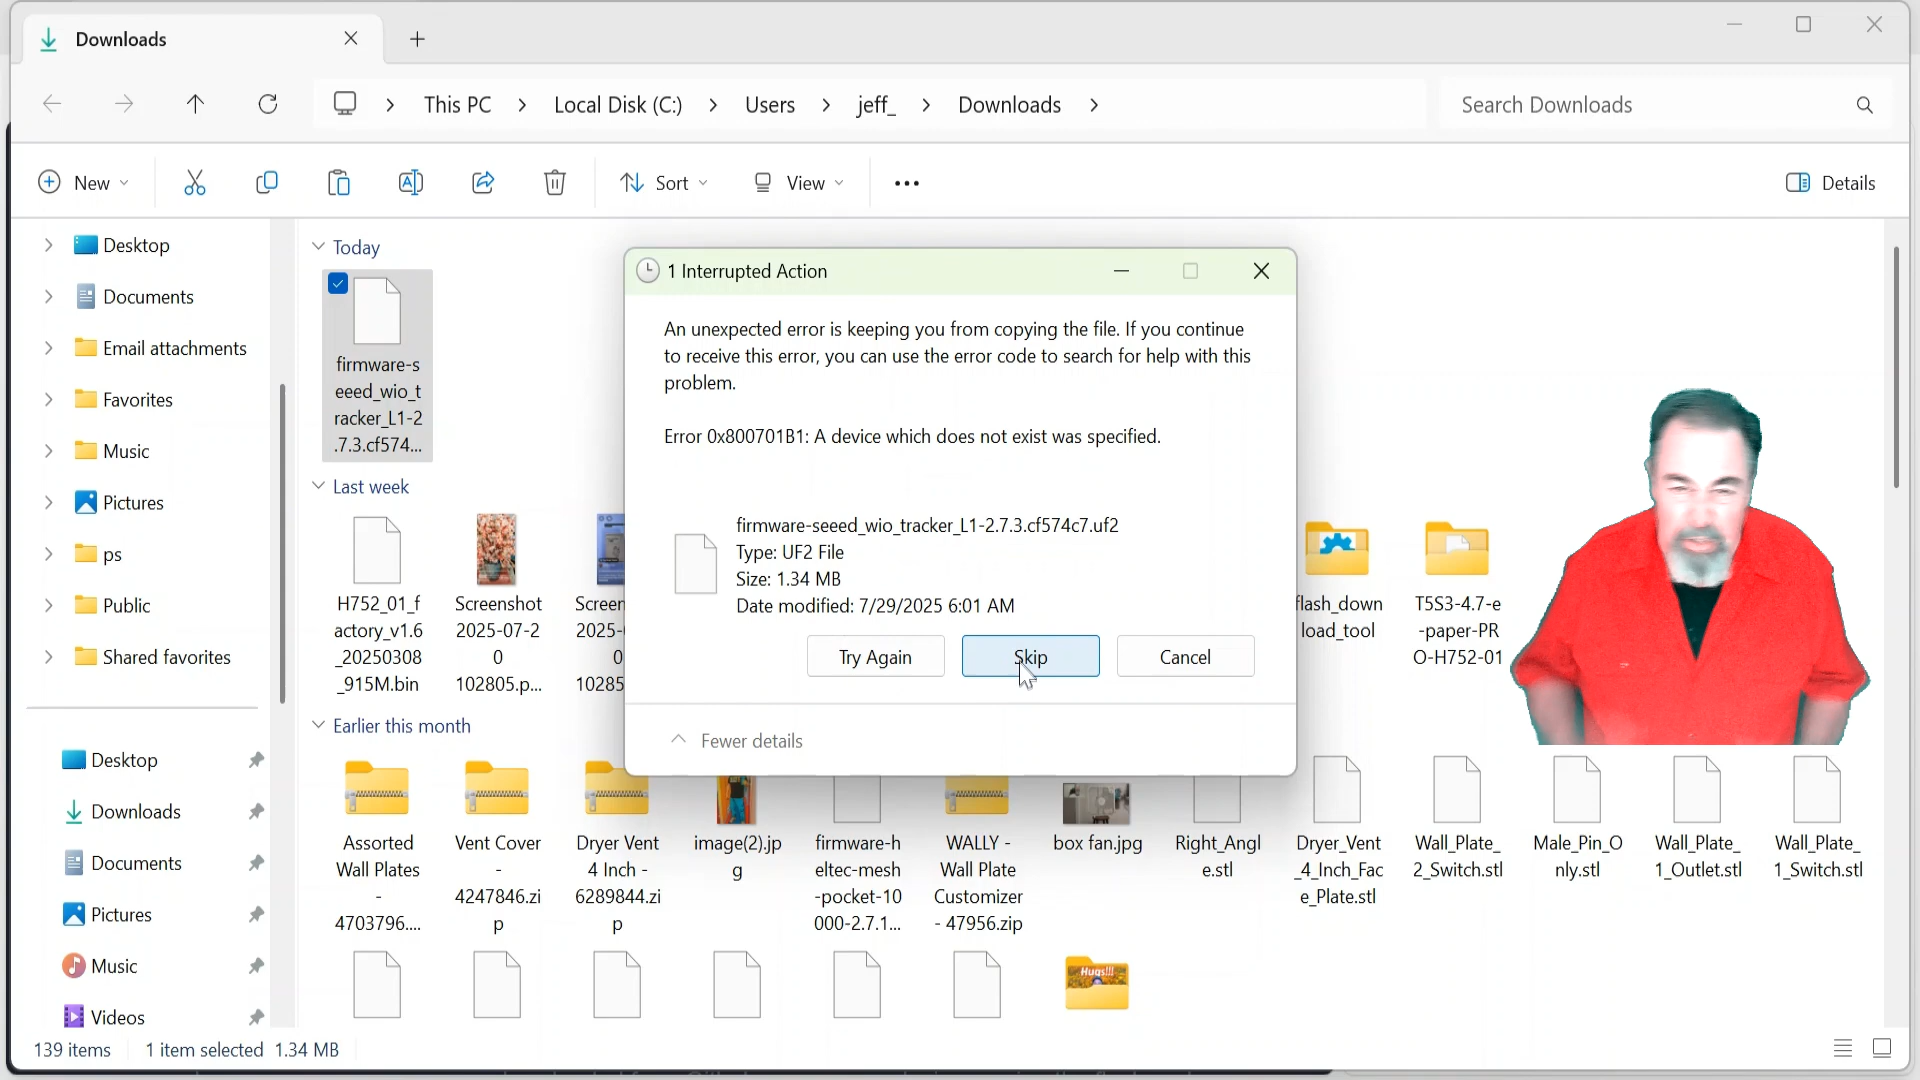 Downloads
This PC
Local Disk (C:)
Users
jeff_
Downloads
Search Downloads
New
Sort
View
Details
Desktop
Documents
Email attachments
Favorites
Music
Pictures
ps
Public
Shared favorites
Desktop
Downloads
Documents
Pictures
Music
Videos
Today
firmware-s
eeed_wio_t
racker_L1-2
.7.3.cf574...
Last week
H752_01_f
actory_v1.6
_20250308
_915M.bin
Screenshot
2025-07-2
0
102805.p...
Screen
2025-
0
10285
flash_down
load_tool
T5S3-4.7-e
-paper-PR
O-H752-01
1 Interrupted Action
An unexpected error is keeping you from copying the file. If you continue
to receive this error, you can use the error code to search for help with this
problem.
Error 0x800701B1: A device which does not exist was specified.
firmware-seeed_wio_tracker_L1-2.7.3.cf574c7.uf2
Type: UF2 File
Size: 1.34 MB
Date modified: 7/29/2025 6:01 AM
Try Again
Skip
Cancel
Fewer details
Earlier this month
Assorted
Wall Plates
-
4703796....
Vent Cover
-
4247846.zi
p
Dryer Vent
4 Inch -
6289844.zi
p
image(2).jp
g
firmware-h
eltec-mesh
-pocket-10
000-2.7.1...
WALLY -
Wall Plate
Customizer
- 47956.zip
box fan.jpg
Right_Angl
e.stl
Dryer_Vent
_4_Inch_Fac
e_Plate.stl
Wall_Plate_
2_Switch.stl
Male_Pin_O
nly.stl
Wall_Plate_
1_Outlet.stl
Wall_Plate_
1_Switch.stl
Hugs!!!
139 items
1 item selected
1.34 MB